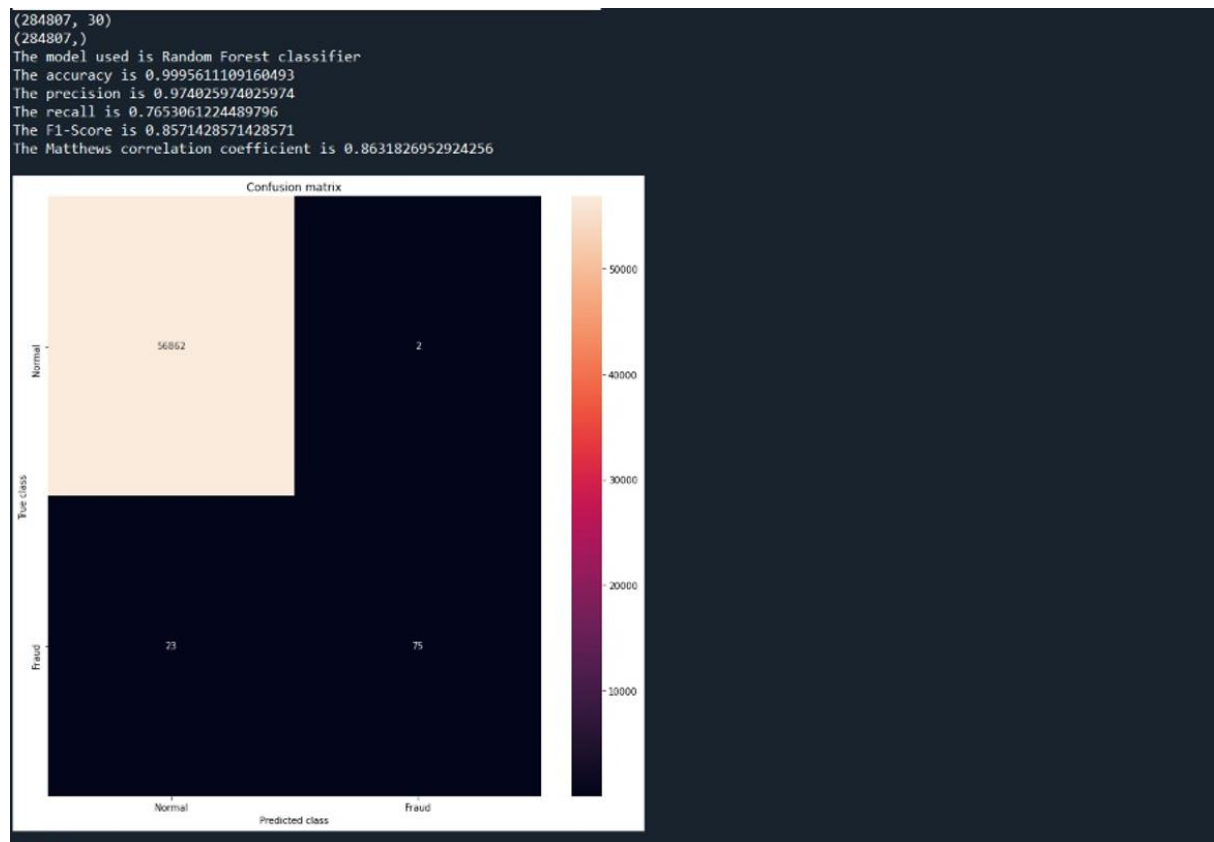 (284807, 30)
(284807,)
The model used is Random Forest classifier
The accuracy is 0.9995611109160493
The precision is 0.974025974025974
The recall is 0.7653061224489796
The F1-Score is 0.8571428571428571
The Matthews correlation coefficient is 0.8631826952924256
Confusion matrix
50000
40000
30000
20000
10000
True class
Normal
56862
2
Fraud
23
75
Normal
Fraud
Predicted class